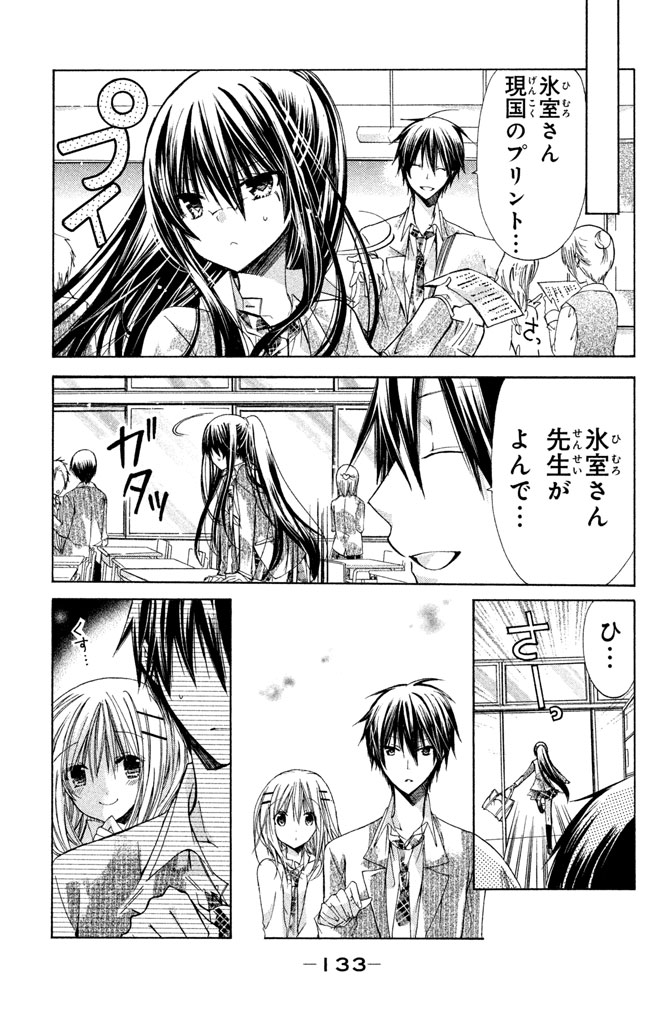 氷室さん
現国のプリント…
プイ
さっ
氷室さん
先生が
よんで…
ガタッ
ひ…
さーっ
くす…
－133－